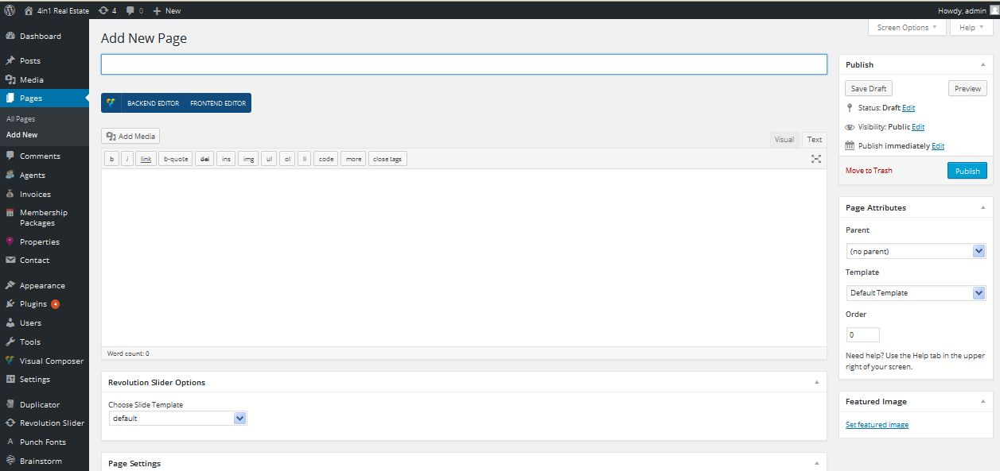 4in1 Real Estate 4 0 New Howdy, admin
Screen Options Help
Dashboard
Posts
Media
Pages
All Pages
Add New
Comments
Agents
Invoices
Membership
Packages
Properties
Contact
Appearance
Plugins 4
Users
Tools
Visual Composer
Settings
Duplicator
Revolution Slider
Punch Fonts
Brainstorm
Add New Page
BACKEND EDITOR FRONTEND EDITOR
Add Media
Visual Text
b i link b-quote del ins img ul ol li code more close tags
Word count: 0
Revolution Slider Options
Choose Slide Template
default
Page Settings
Publish
Save Draft Preview
Status: Draft Edit
Visibility: Public Edit
Publish immediately Edit
Move to Trash Publish
Page Attributes
Parent
(no parent)
Template
Default Template
Order
0
Need help? Use the Help tab in the upper
right of your screen.
Featured Image
Set featured image